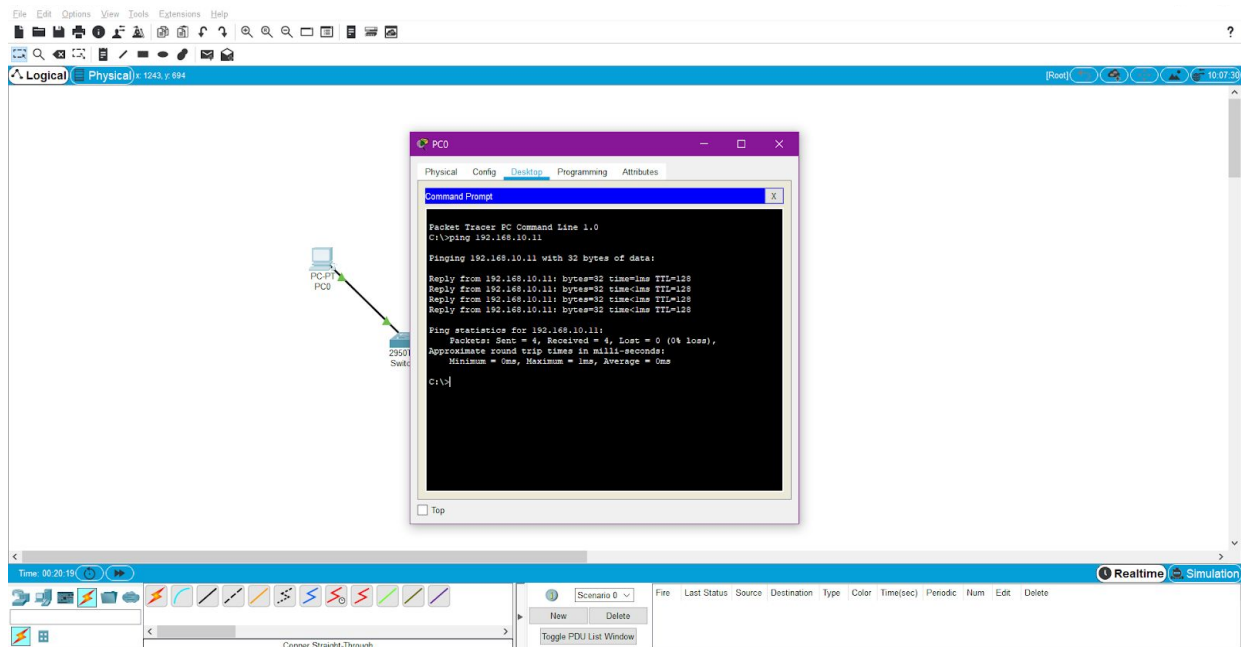 File Edit Options View Tools Extensions Help
?
Logical Physical x: 1243, y: 694 [Root] 10:07:30
PC0
Physical Config Desktop Programming Attributes
Command Prompt X
Packet Tracer PC Command Line 1.0
C:\>ping 192.168.10.11
Pinging 192.168.10.11 with 32 bytes of data:
Reply from 192.168.10.11: bytes=32 time=1ms TTL=128
Reply from 192.168.10.11: bytes=32 time<1ms TTL=128
Reply from 192.168.10.11: bytes=32 time<1ms TTL=128
Reply from 192.168.10.11: bytes=32 time<1ms TTL=128
Ping statistics for 192.168.10.11:
Packets: Sent = 4, Received = 4, Lost = 0 (0% loss),
Approximate round trip times in milli-seconds:
Minimum = 0ms, Maximum = 1ms, Average = 0ms
C:\>
Top
PC-PT
PC0
2950T
Switc
Time: 00:20:19 Realtime Simulation
Scenario 0
New Delete
Toggle PDU List Window
Fire Last Status Source Destination Type Color Time(sec) Periodic Num Edit Delete
Copper Straight-Through